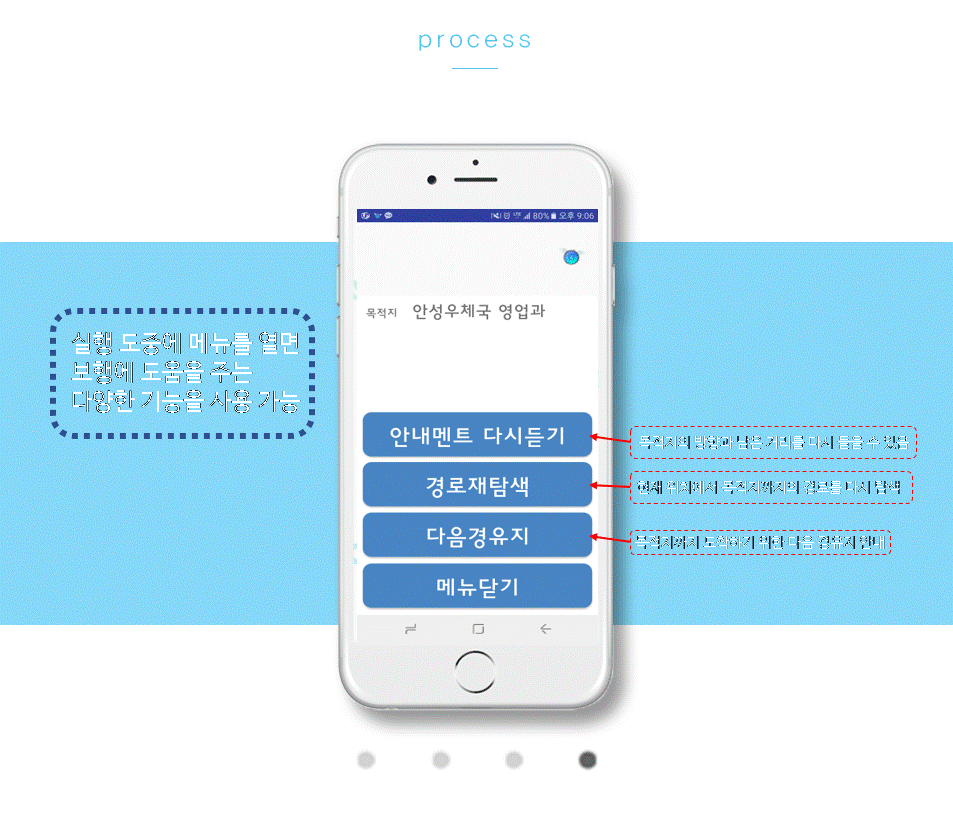 process
LTE 80% 오후 9:06
목적지 안성우체국 영업과
실행 도중에 메뉴를 열면
보행에 도움을 주는
다양한 기능을 사용 가능
안내멘트 다시듣기
목적지의 방향과 남은 거리를 다시 들을 수 있음
경로재탐색
현재 위치에서 목적지까지의 경로를 다시 탐색
다음경유지
목적지까지 도착하기 위한 다음 경유지 안내
메뉴닫기